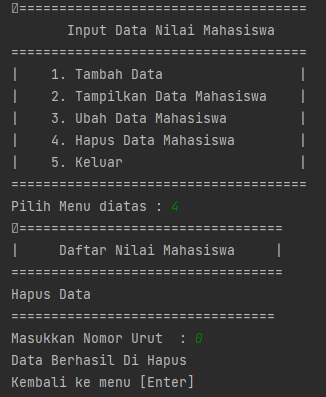 =====================================
Input Data Nilai Mahasiswa
=====================================
| 1. Tambah Data |
| 2. Tampilkan Data Mahasiswa |
| 3. Ubah Data Mahasiswa |
| 4. Hapus Data Mahasiswa |
| 5. Keluar |
=====================================
Pilih Menu diatas : 4
=================================
| Daftar Nilai Mahasiswa |
==================================
Hapus Data
=================================
Masukkan Nomor Urut : 0
Data Berhasil Di Hapus
Kembali ke menu [Enter]